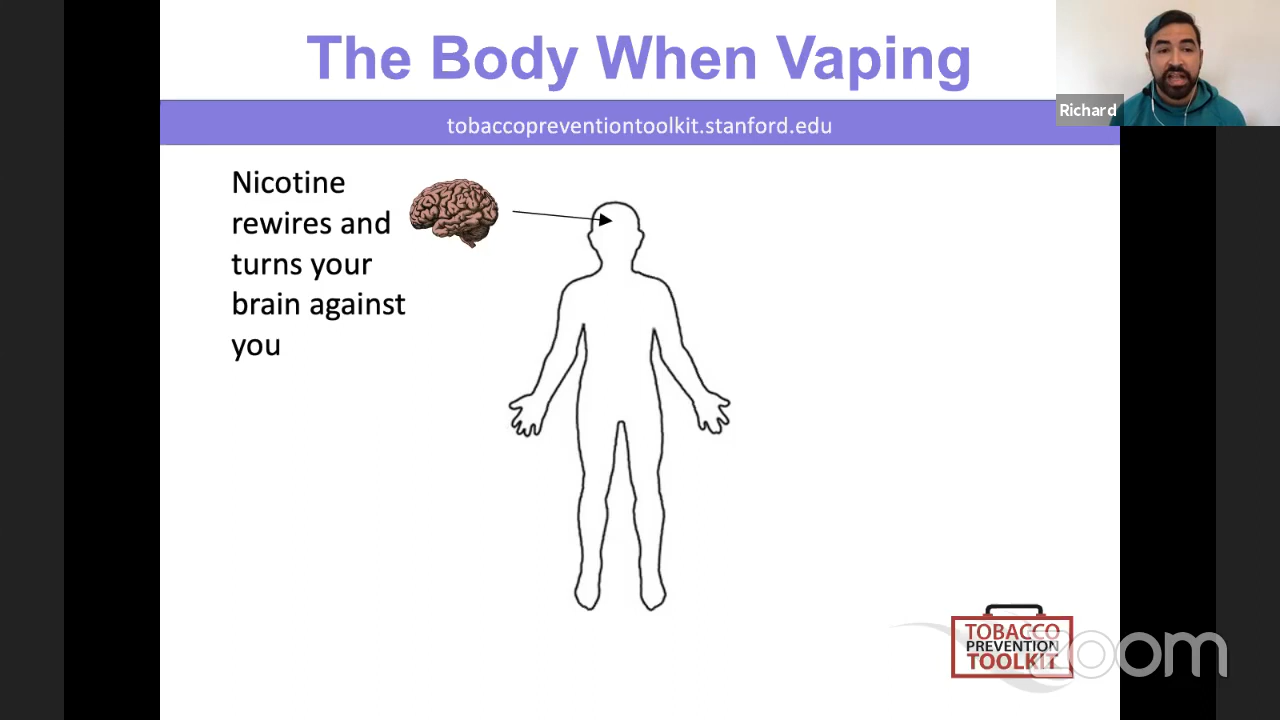 The Body When Vaping
Richard
tobaccopreventiontoolkit.stanford.edu
Nicotine
rewires and
turns your
brain against
you
TOBACCO
PREVENTION
TOOLKIT
zoom